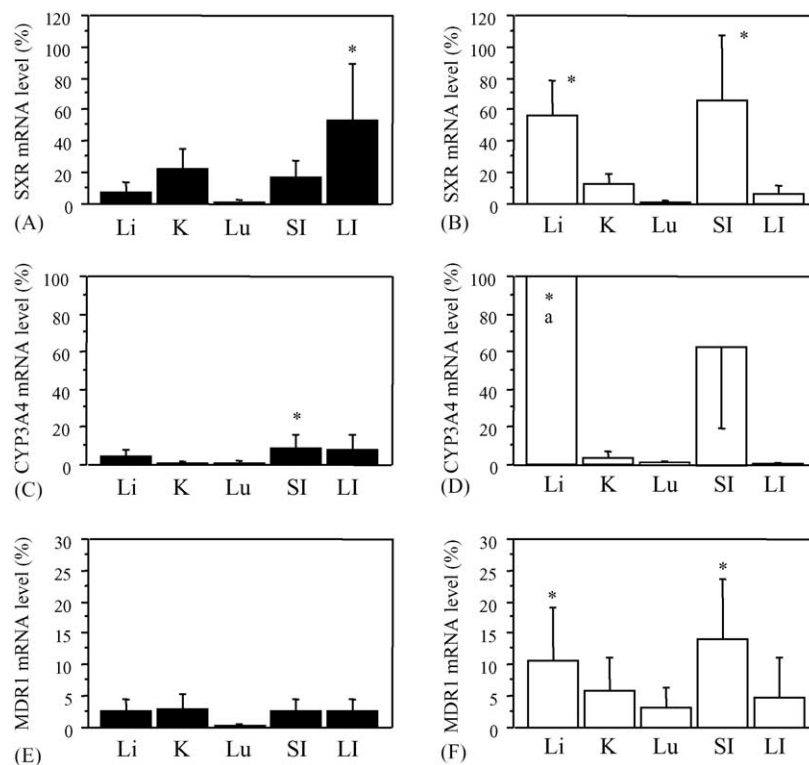 SXR mRNA level (%)
120
100
80
60
40
20
0
*
(A)
Li K Lu SI LI
SXR mRNA level (%)
120
100
80
60
40
20
0
* *
(B)
Li K Lu SI LI
CYP3A4 mRNA level (%)
100
80
60
40
20
0
*
(C)
Li K Lu SI LI
CYP3A4 mRNA level (%)
100
80
60
40
20
0
*
a
(D)
Li K Lu SI LI
MDR1 mRNA level (%)
30
25
20
15
10
5
0
(E)
Li K Lu SI LI
MDR1 mRNA level (%)
30
25
20
15
10
5
0
* *
(F)
Li K Lu SI LI